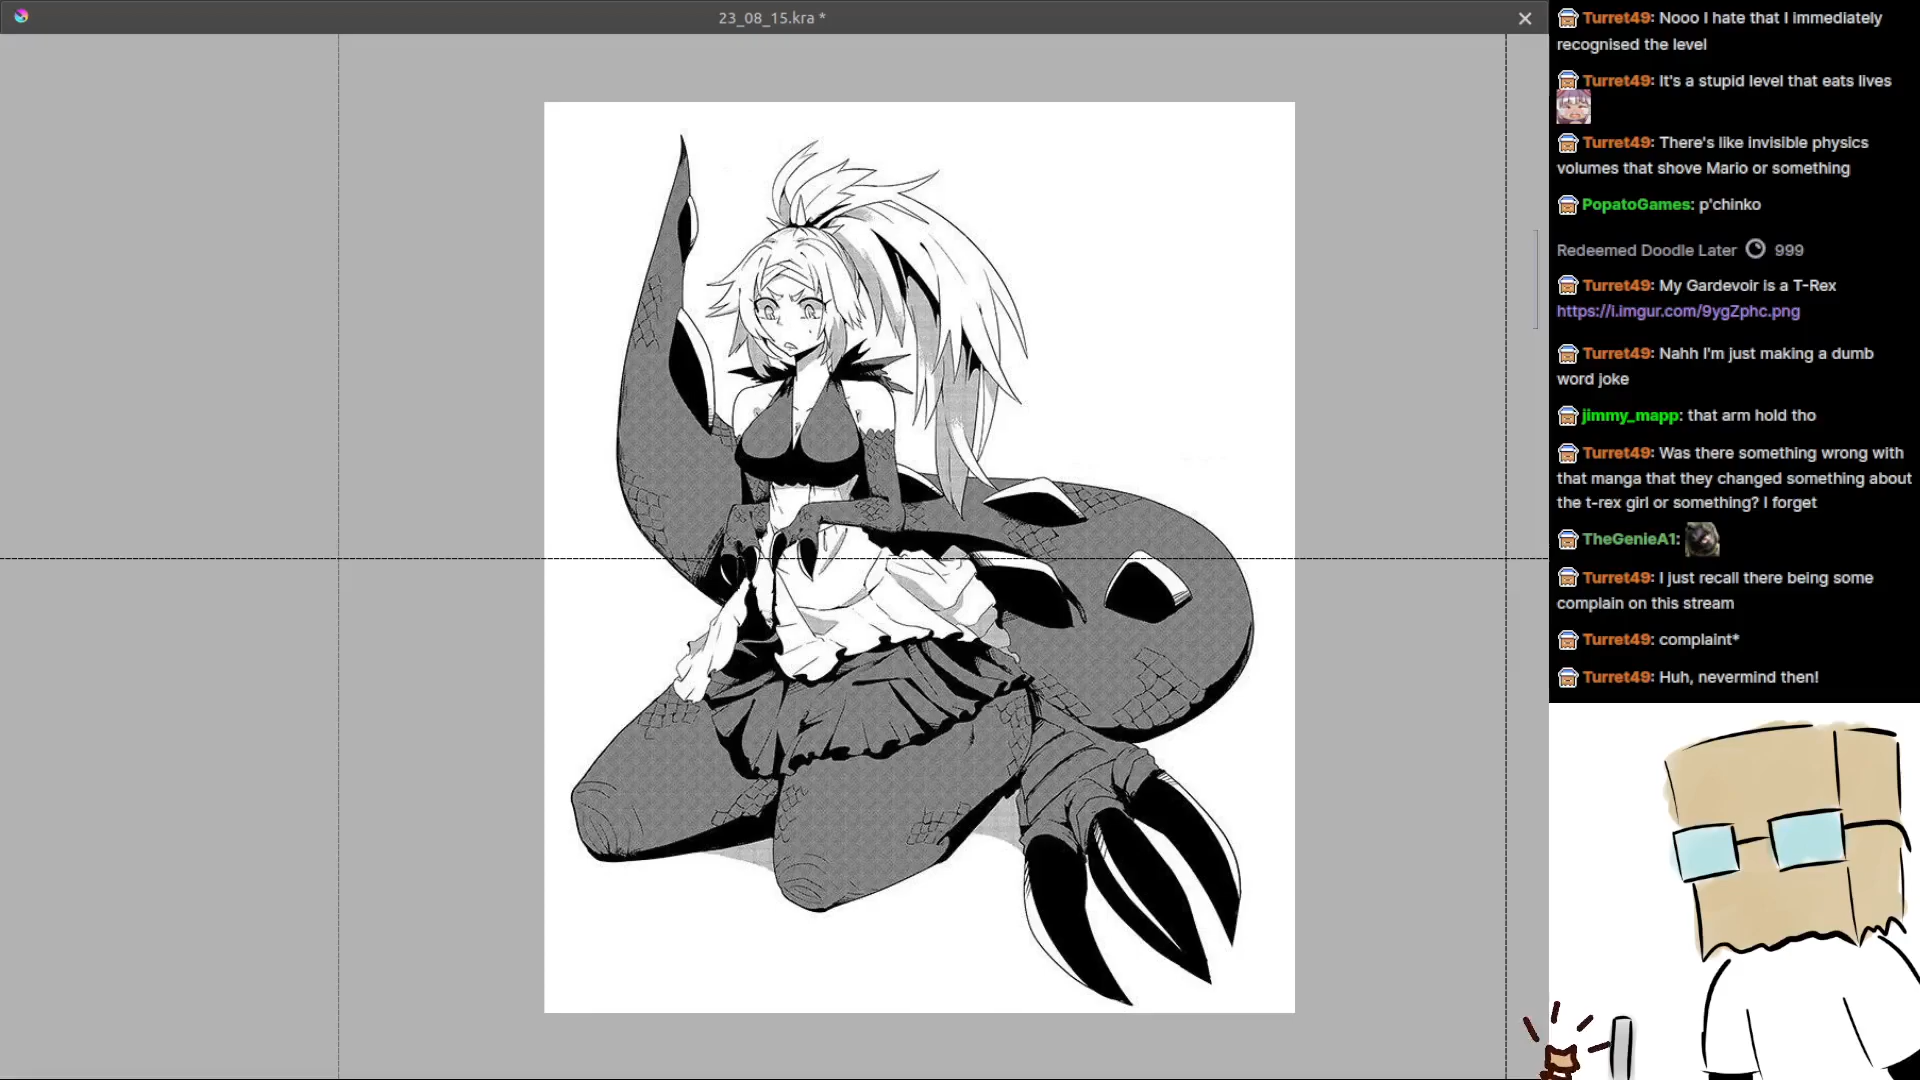 23_08_15.kra *
Turret49: Nooo I hate that I immediately
recognised the level
Turret49: It's a stupid level that eats lives
Turret49: There's like invisible physics
volumes that shove Mario or something
PopatoGames: p'chinko
Redeemed Doodle Later 999
Turret49: My Gardevoir is a T-Rex
https://i.imgur.com/9ygZphc.png
Turret49: Nahh I'm just making a dumb
word joke
jimmy_mapp: that arm hold tho
Turret49: Was there something wrong with
that manga that they changed something about
the t-rex girl or something? I forget
TheGenieA1:
Turret49: I just recall there being some
complain on this stream
Turret49: complaint*
Turret49: Huh, nevermind then!